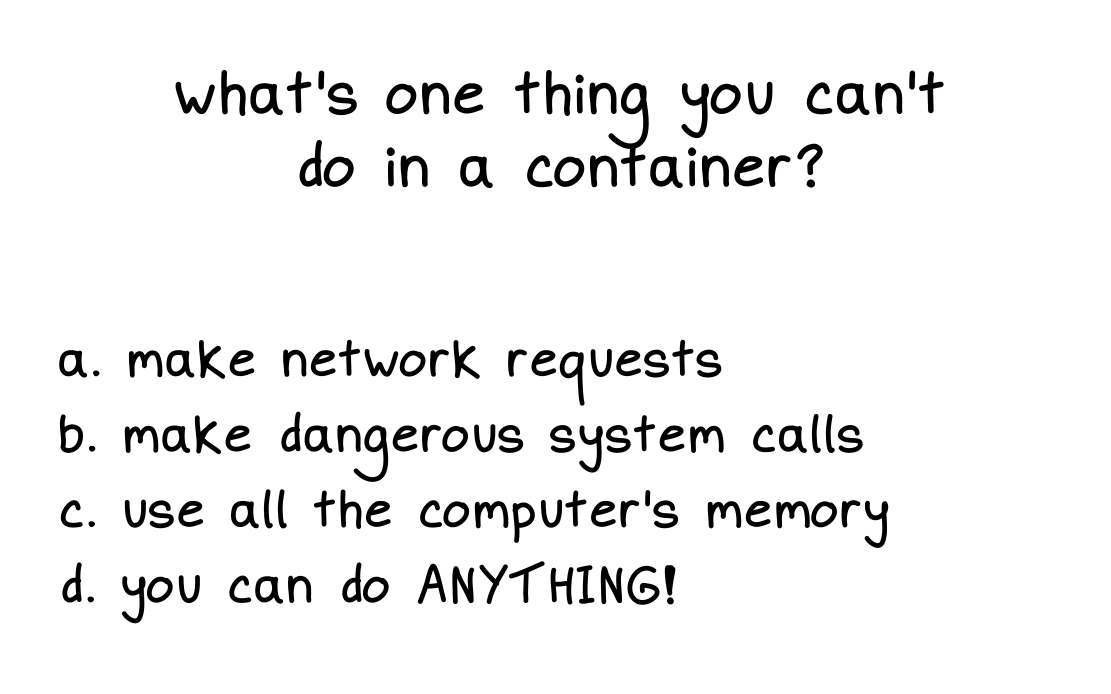 what's one thing you can't
do in a container?
a. make network requests
b. make dangerous system calls
c. use all the computer's memory
d. you can do ANYTHING!